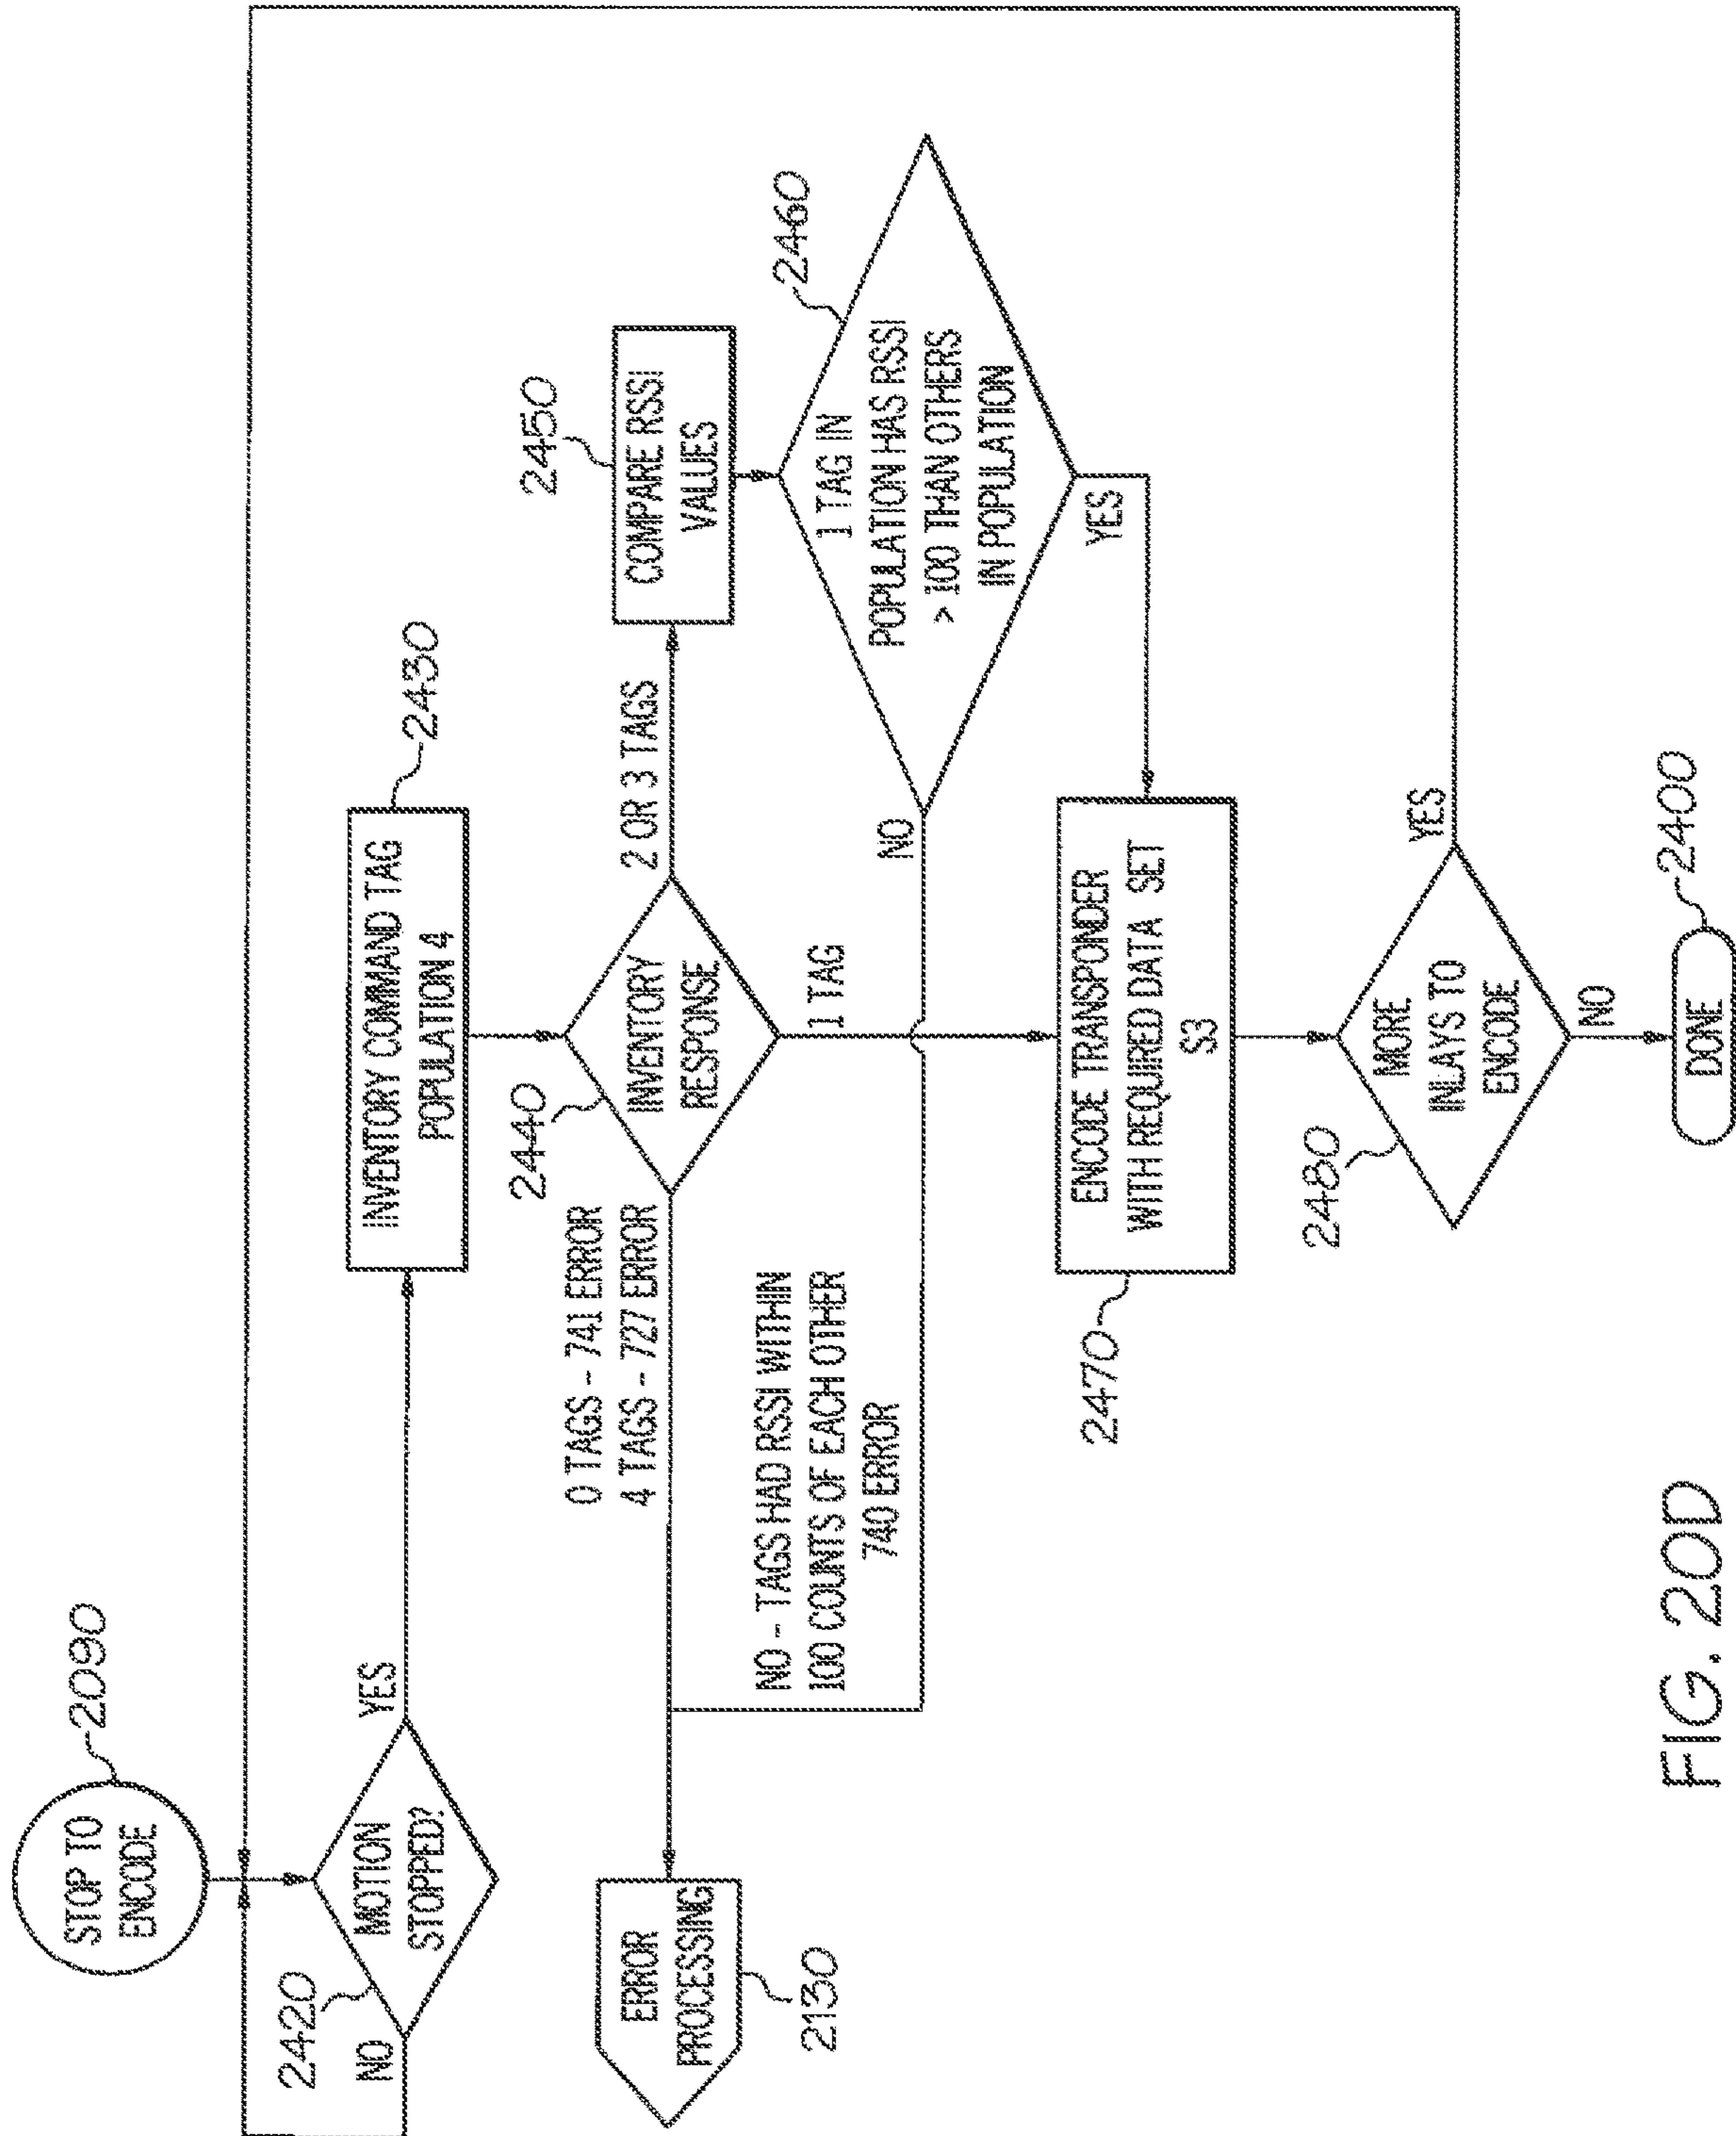 STOP TO
ENCODE
2090
MOTION
STOPPED?
2420
NO
YES
INVENTORY COMMAND TAG
POPULATION 4
2430
INVENTORY
RESPONSE
2440
0 TAGS - 741 ERROR
4 TAGS - 727 ERROR
2 OR 3 TAGS
1 TAG
COMPARE RSSI
VALUES
2450
1 TAG IN
POPULATION HAS RSSI
> 100 THAN OTHERS
IN POPULATION
2460
NO
YES
ERROR
PROCESSING
2130
NO - TAGS HAD RSSI WITHIN
100 COUNTS OF EACH OTHER
740 ERROR
ENCODE TRANSPONDER
WITH REQUIRED DATA SET
S3
2470
MORE
INLAYS TO
ENCODE
2480
YES
NO
DONE
2400
FIG. 20D